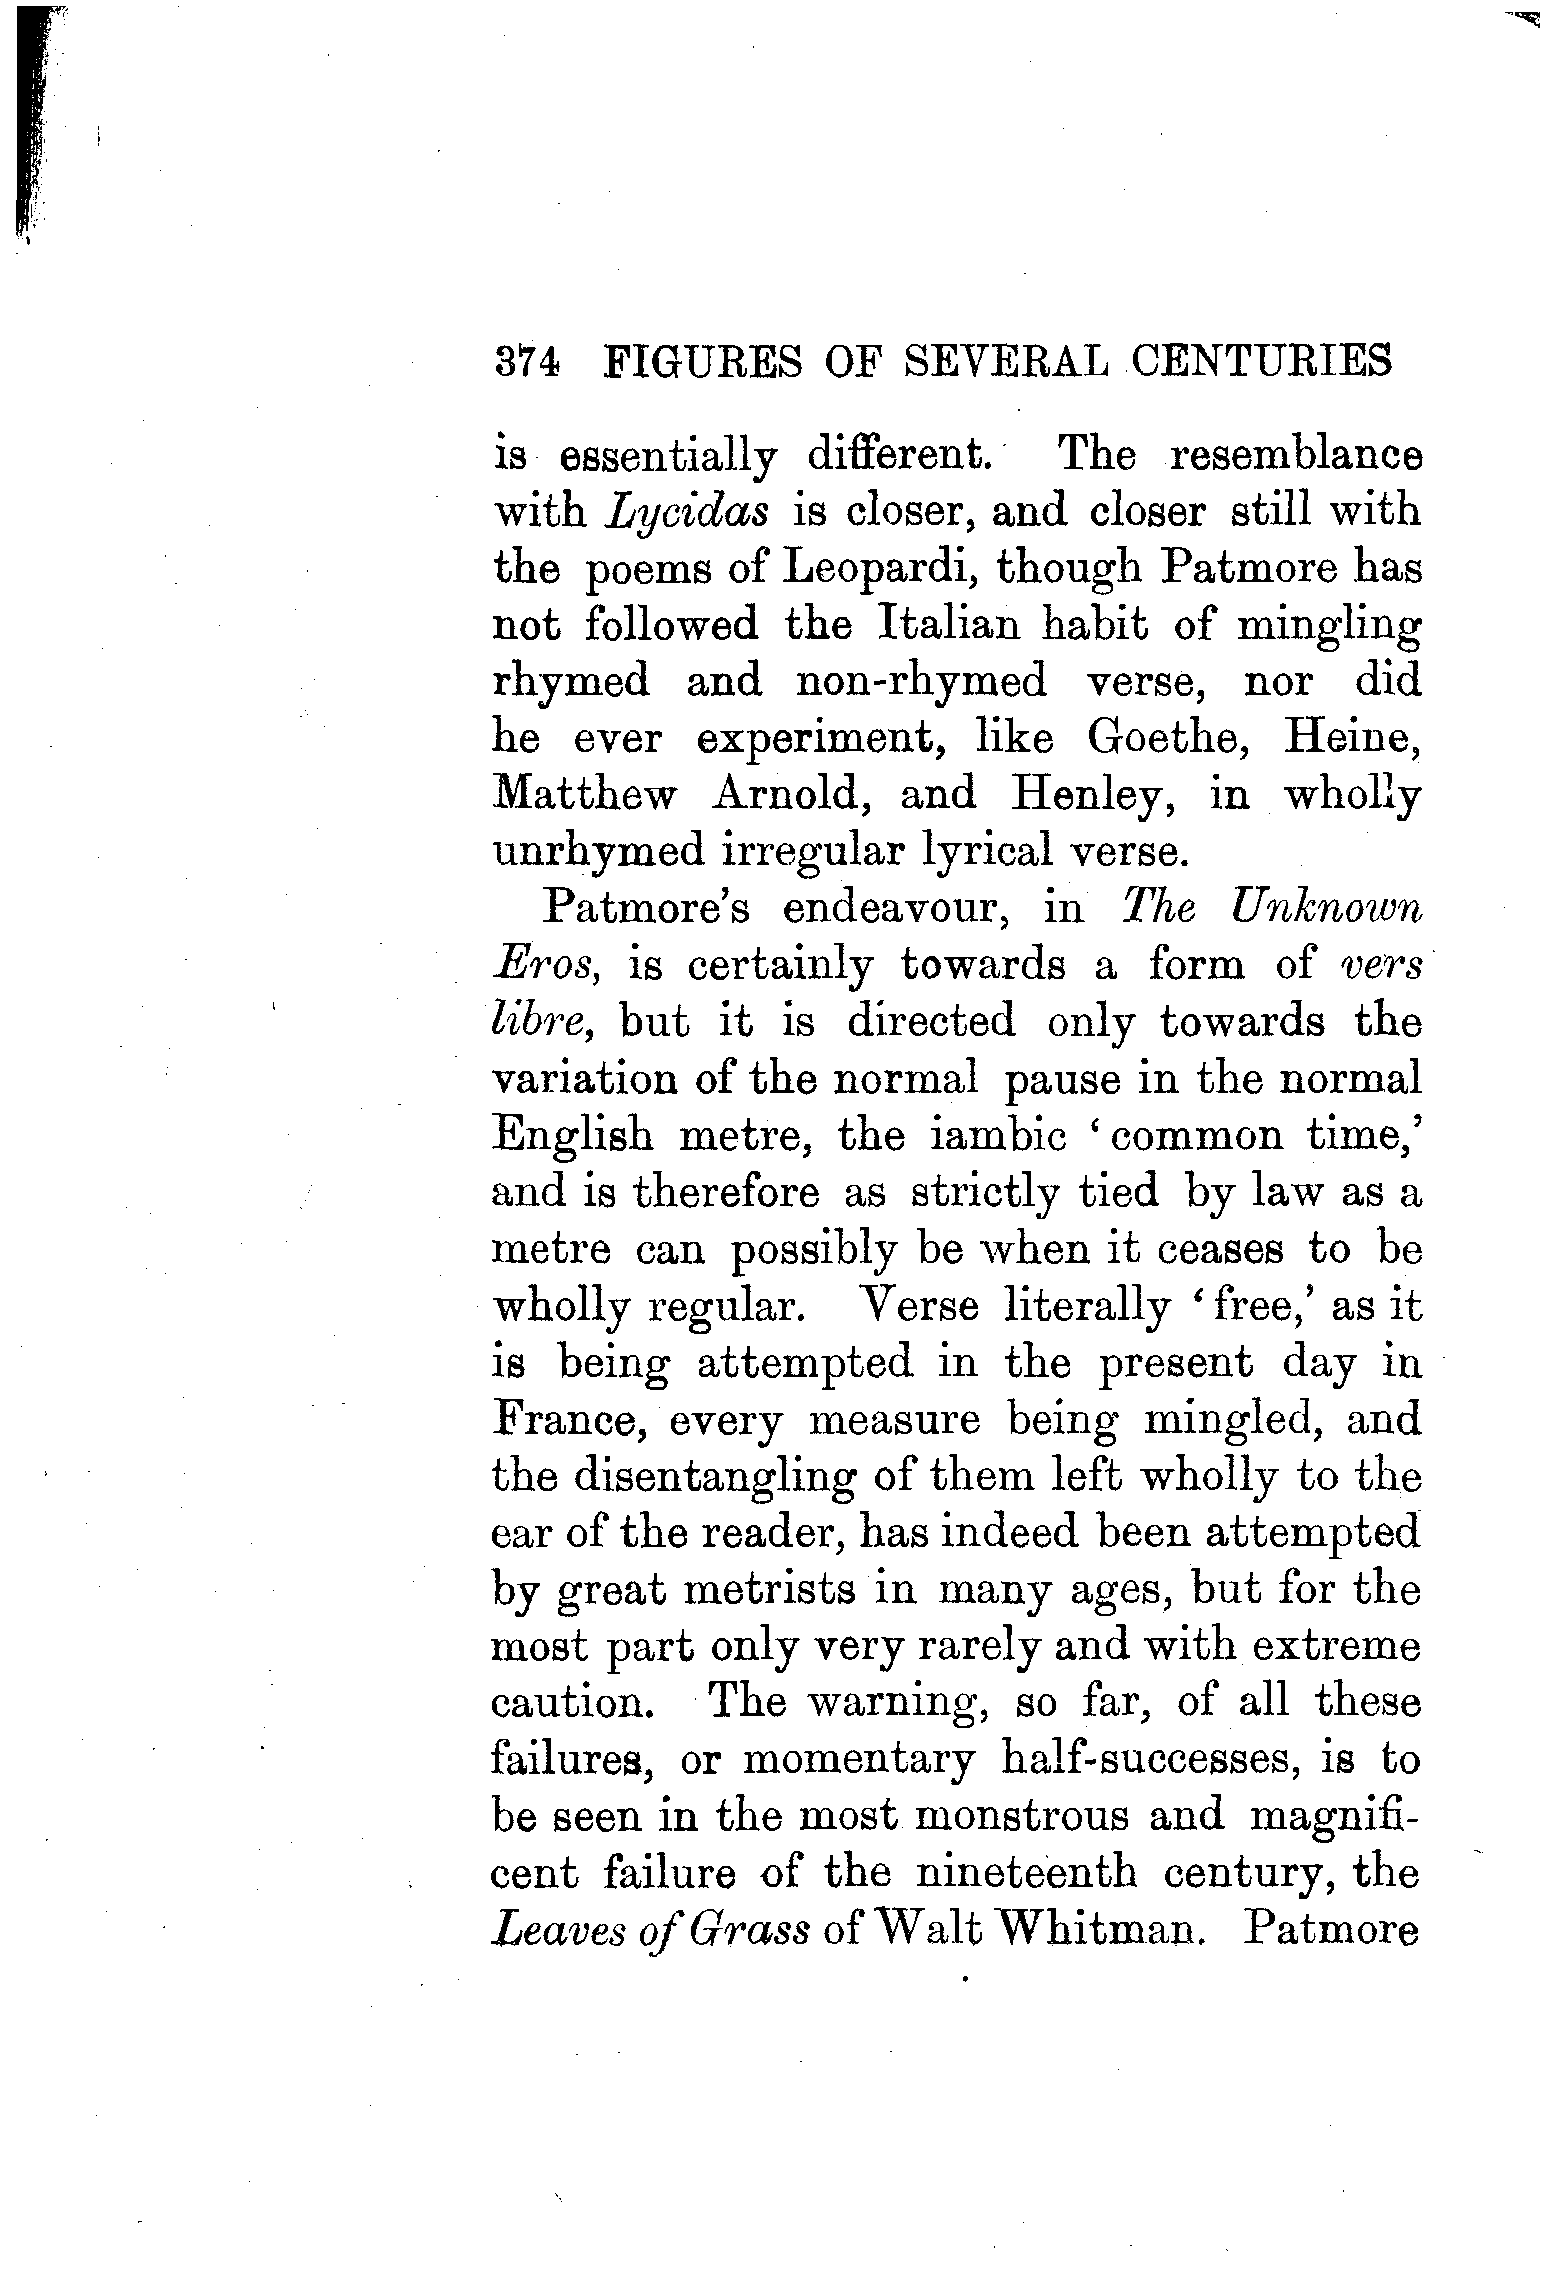 374 FIGURES OF SEVERAL CENTURIES
is essentially different. The resemblance
with Lycidas is closer, and closer still with
the poems of Leopardi, though Patmore has
not followed the Italian habit of mingling
rhymed and non-rhymed verse, nor did
he ever experiment, like Goethe, Heine,
Matthew Arnold, and Henley, in wholly
unrhymed irregular lyrical verse.
Patmore's endeavour, in The Unknown
Eros, is certainly towards a form of vers
libre, but it is directed only towards the
variation of the normal pause in the normal
English metre, the iambic ‘common time,’
and is therefore as strictly tied by law as a
metre can possibly be when it ceases to be
wholly regular. Verse literally ‘free,’ as it
is being attempted in the present day in
France, every measure being mingled, and
the disentangling of them left wholly to the
ear of the reader, has indeed been attempted
by great metrists in many ages, but for the
most part only very rarely and with extreme
caution. The warning, so far, of all these
failures, or momentary half-successes, is to
be seen in the most monstrous and magnifi-
cent failure of the nineteenth century, the
Leaves of Grass of Walt Whitman. Patmore